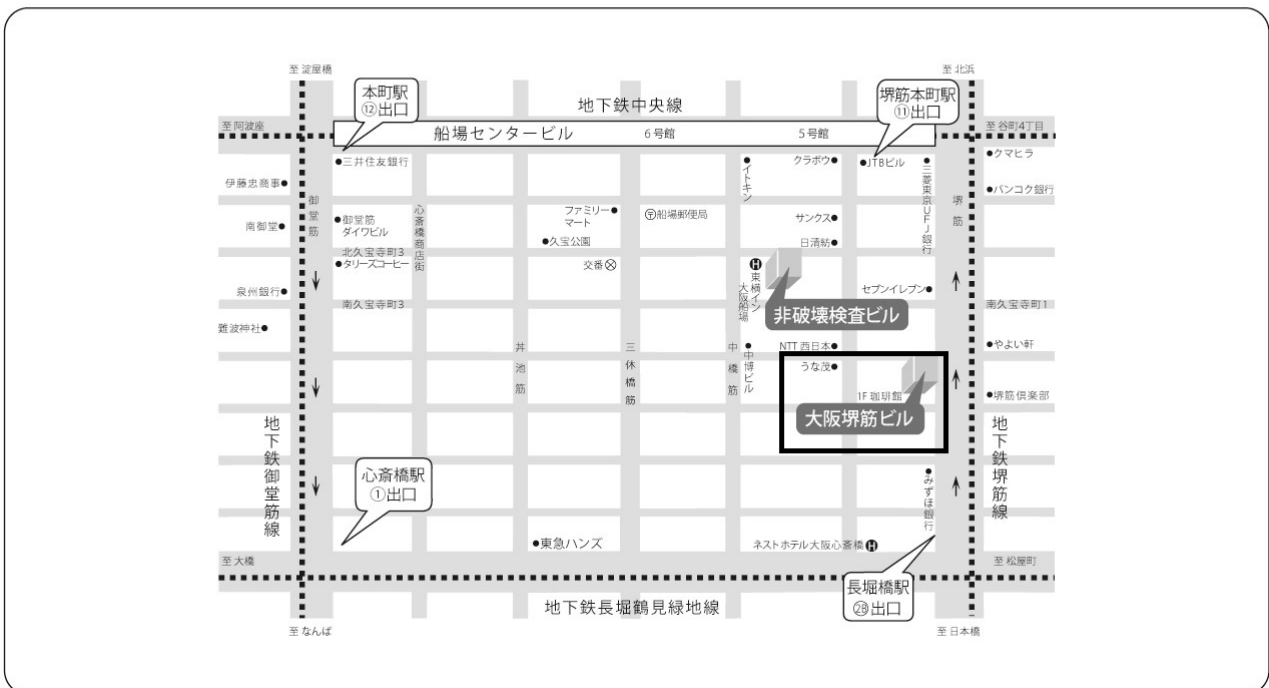 至 淀屋橋
至 北浜
本町駅
⑫出口
地下鉄中央線
堺筋本町駅
⑪出口
至 阿波座
船場センタービル
6号館
5号館
至 谷町4丁目
三井住友銀行
イトキン
クラボウ
JTBビル
三菱東京UFJ銀行
クマヒラ
伊藤忠商事
バンコク銀行
御堂筋
心斎橋商店街
堺筋
南御堂
御堂筋
ダイワビル
ファミリー
マート
〶船場郵便局
サンクス
久宝公園
日清紡
北久宝寺町3
タリーズコーヒー
交番
H
東横イン
大阪船場
泉州銀行
セブンイレブン
南久宝寺町3
南久宝寺町1
非破壊検査ビル
難波神社
丼池筋
三休橋筋
中橋筋
中博ビル
NTT 西日本
やよい軒
うな茂
1F 珈琲館
堺筋倶楽部
大阪堺筋ビル
地下鉄御堂筋線
地下鉄堺筋線
心斎橋駅
①出口
みずほ銀行
東急ハンズ
ネストホテル大阪心斎橋 H
至 大橋
至 松屋町
長堀橋駅
2B出口
地下鉄長堀鶴見緑地線
至 なんば
至 日本橋